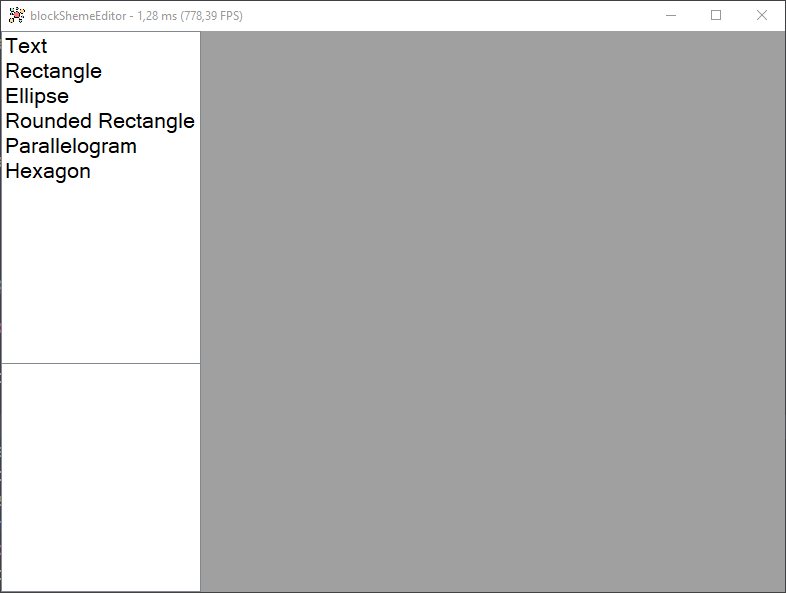 blockShemeEditor - 1,28 ms (778,39 FPS)
Text
Rectangle
Ellipse
Rounded Rectangle
Parallelogram
Hexagon